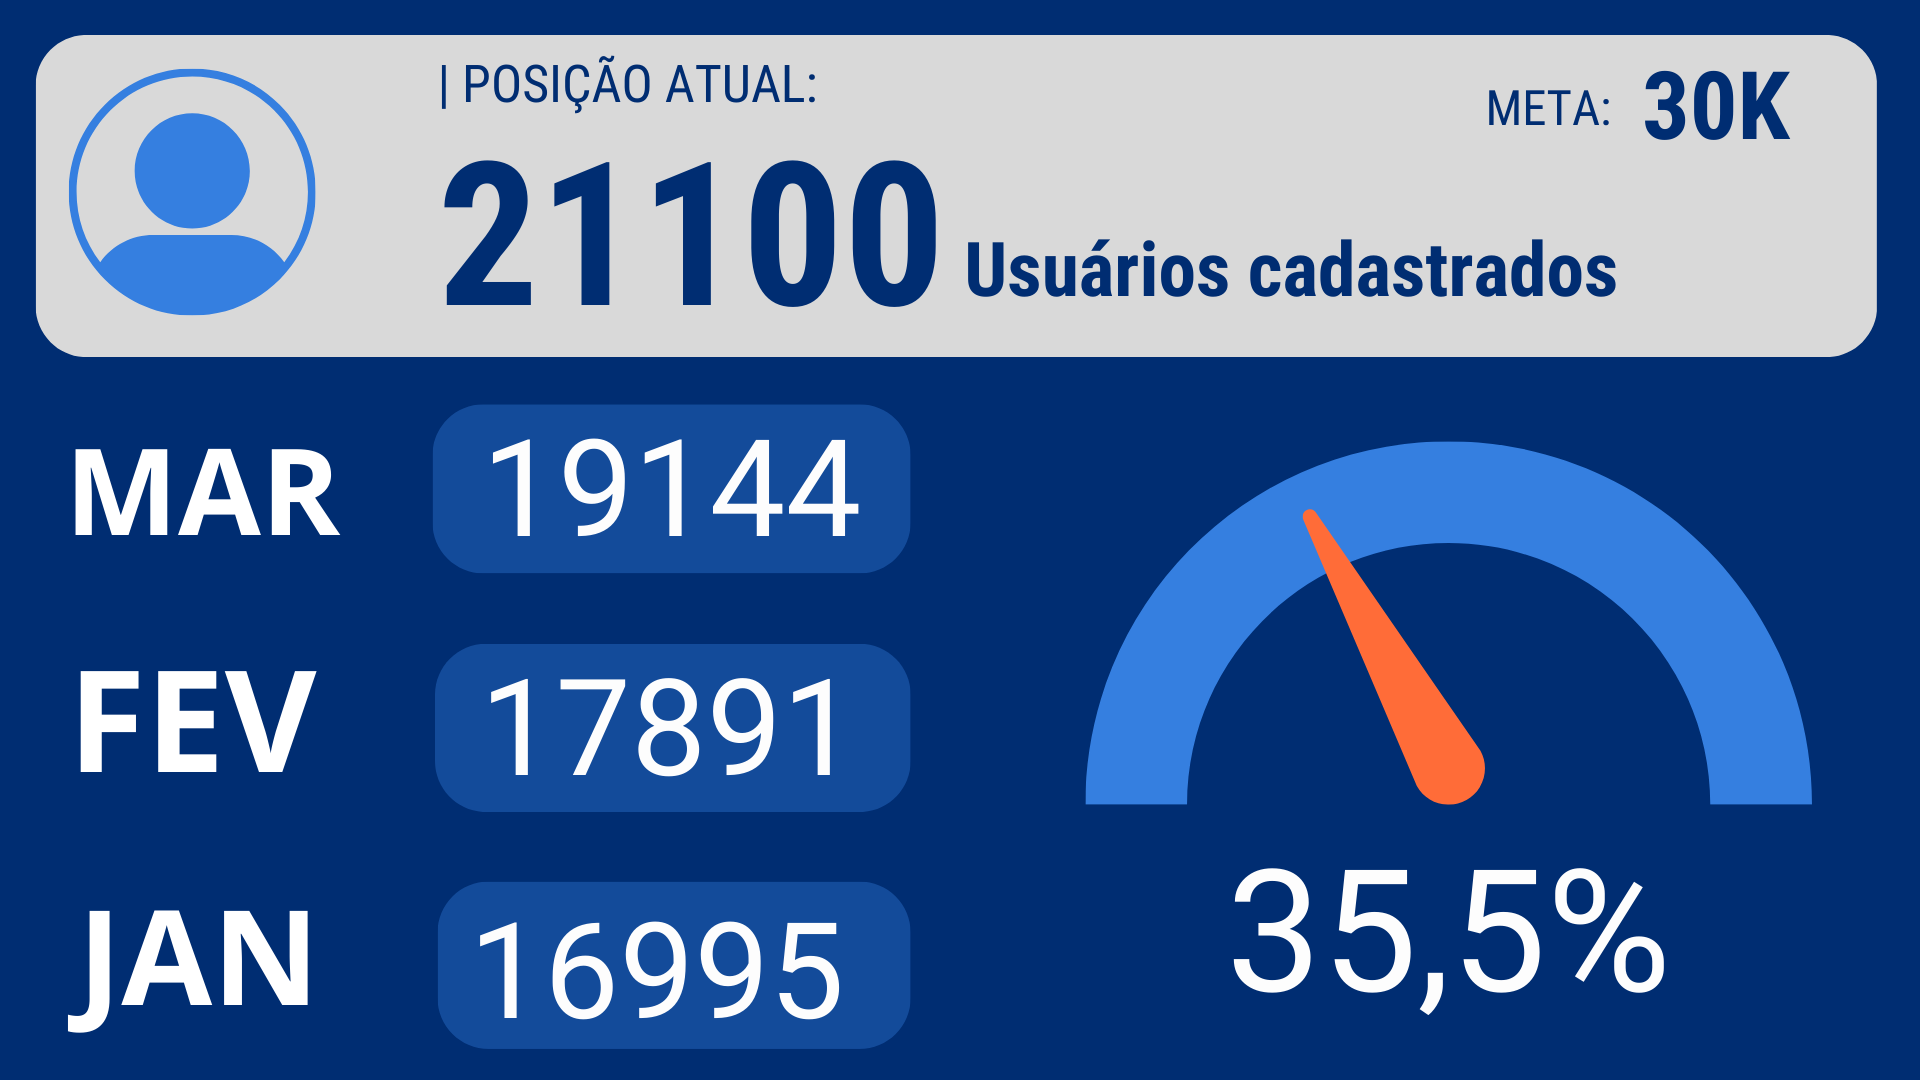 | POSIÇÃO ATUAL:
META: 30K
21100 Usuários cadastrados
MAR 19144
FEV 17891
JAN 16995
35,5%